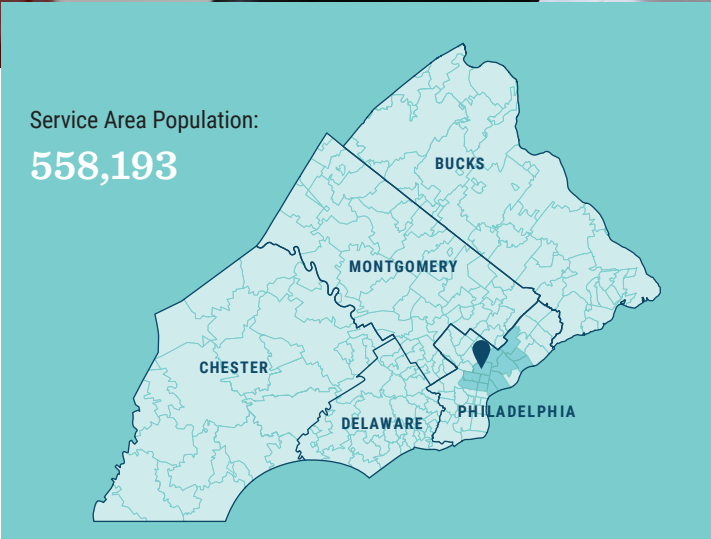 Service Area Population:
558,193
BUCKS
MONTGOMERY
CHESTER
DELAWARE
PHILADELPHIA